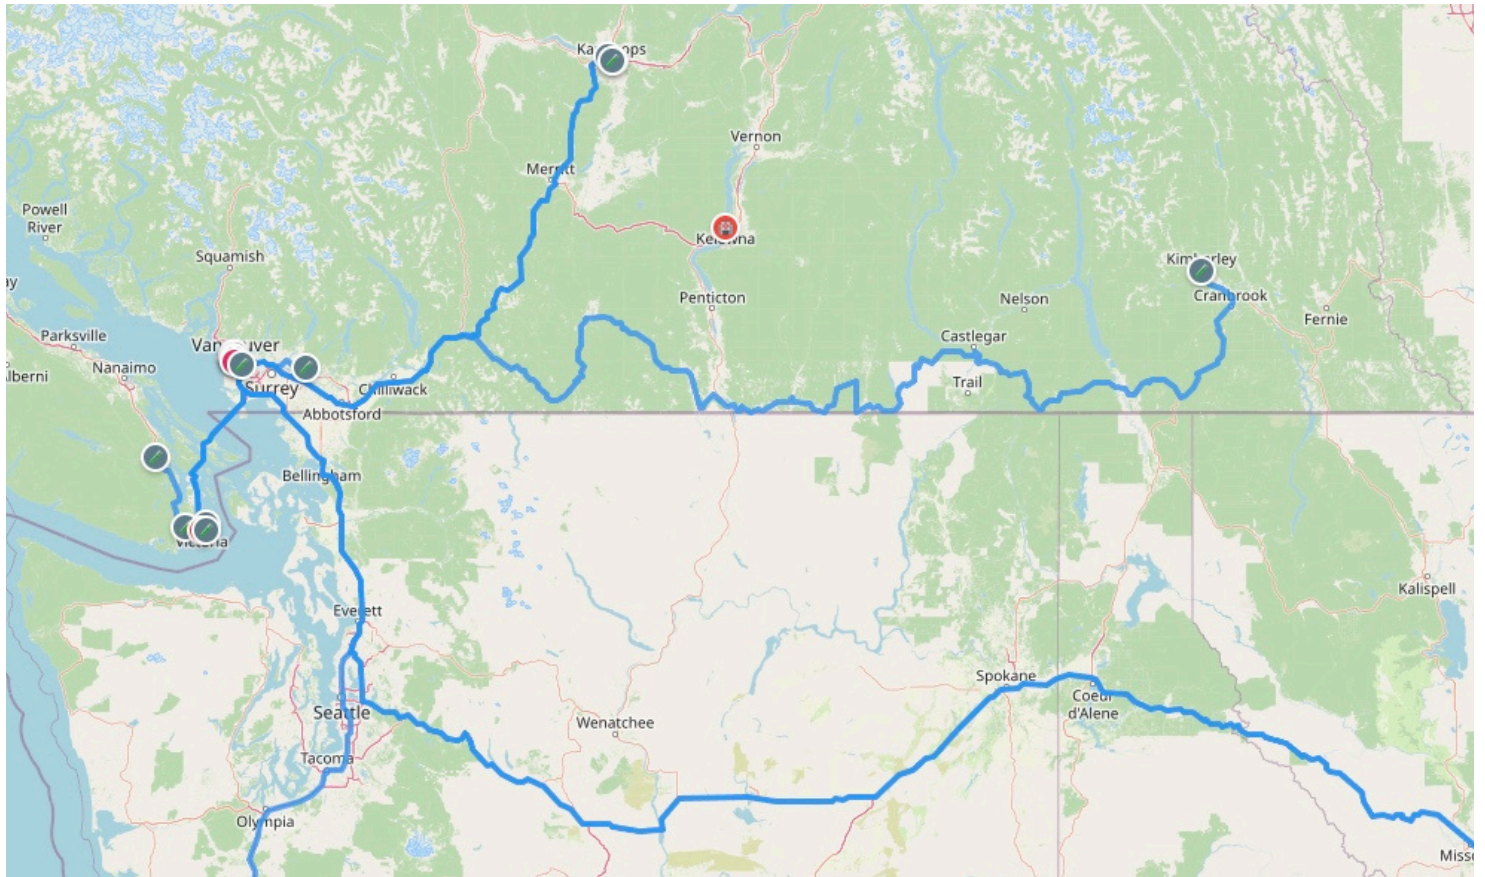 Vernon
Powell
River
Squamish
Penticton
Nelson
Cranbrook
Fernie
Parksville
Nanaimo
Castlegar
Trail
Surrey
Chilliwack
Abbotsford
Bellingham
Everett
Kalispell
Spokane
Coeur
d'Alene
Seattle
Wenatchee
Tacoma
Olympia